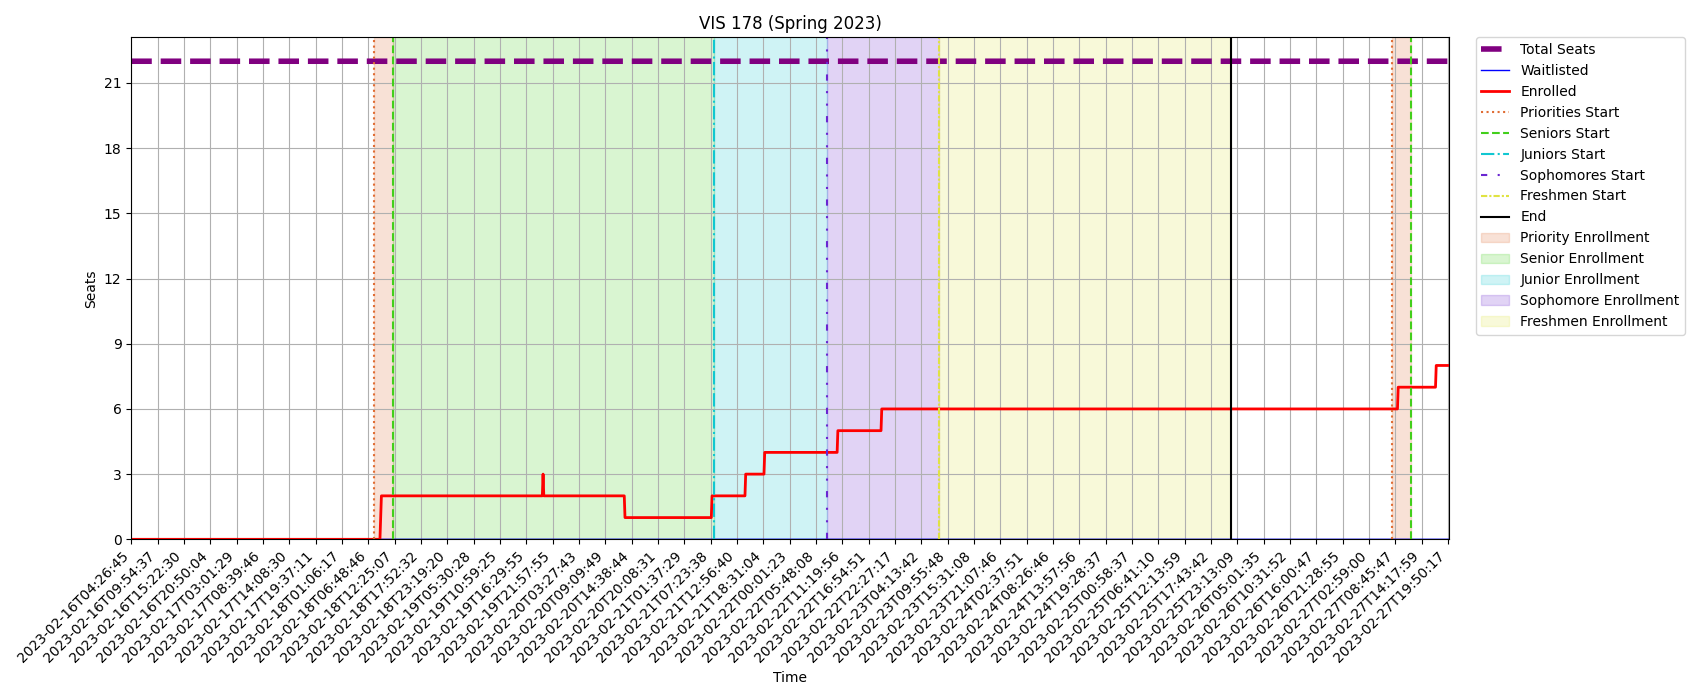 VIS 178 (Spring 2023)
Total Seats
Waitlisted
Enrolled
Priorities Start
Seniors Start
Juniors Start
Sophomores Start
Freshmen Start
End
Priority Enrollment
Senior Enrollment
Junior Enrollment
Sophomore Enrollment
Freshmen Enrollment
Seats
21
18
15
12
9
6
3
0
2023-02-16T04:26:45
2023-02-16T09:54:37
2023-02-16T15:22:30
2023-02-16T20:50:04
2023-02-17T03:01:29
2023-02-17T08:39:46
2023-02-17T14:08:30
2023-02-17T19:37:11
2023-02-18T01:06:17
2023-02-18T06:48:46
2023-02-18T12:25:07
2023-02-18T17:52:32
2023-02-18T23:19:20
2023-02-19T05:30:28
2023-02-19T10:59:25
2023-02-19T16:29:55
2023-02-19T21:57:55
2023-02-20T03:27:43
2023-02-20T09:09:49
2023-02-20T14:38:44
2023-02-20T20:08:31
2023-02-21T01:37:29
2023-02-21T07:23:38
2023-02-21T12:56:40
2023-02-21T18:31:04
2023-02-22T00:01:23
2023-02-22T05:48:08
2023-02-22T11:19:56
2023-02-22T16:54:51
2023-02-22T22:27:17
2023-02-23T04:13:42
2023-02-23T09:55:48
2023-02-23T15:31:08
2023-02-23T21:07:46
2023-02-24T02:37:51
2023-02-24T08:26:46
2023-02-24T13:57:56
2023-02-24T19:28:37
2023-02-25T00:58:37
2023-02-25T06:41:10
2023-02-25T12:13:59
2023-02-25T17:43:42
2023-02-25T23:13:09
2023-02-26T05:01:35
2023-02-26T10:31:52
2023-02-26T16:00:47
2023-02-26T21:28:55
2023-02-27T02:59:00
2023-02-27T08:45:47
2023-02-27T14:17:59
2023-02-27T19:50:17
Time